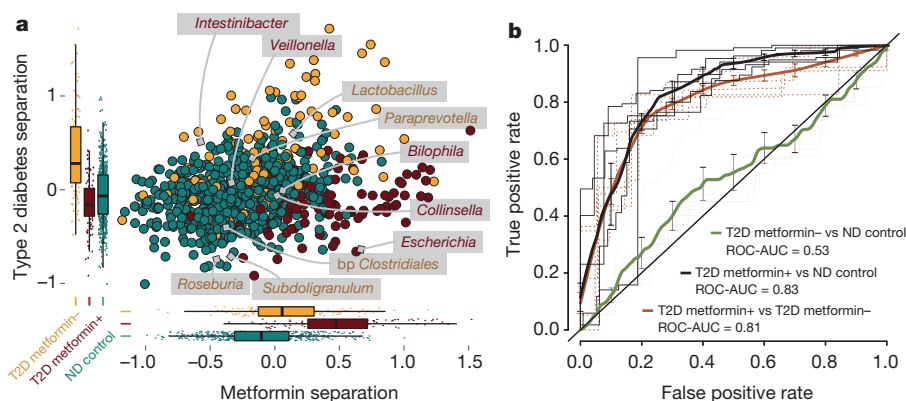 a
Type 2 diabetes separation
1
0
−1
Intestinibacter
Veillonella
Lactobacillus
Paraprevotella
Bilophila
Collinsella
Escherichia
bp Clostridiales
Roseburia
Subdoligranulum
T2D metformin−
T2D metformin+
ND control
−1.0
−0.5
0.0
0.5
1.0
1.5
Metformin separation
b
True positive rate
1.0
0.8
0.6
0.4
0.2
0.0
T2D metformin− vs ND control
ROC-AUC = 0.53
T2D metformin+ vs ND control
ROC-AUC = 0.83
T2D metformin+ vs T2D metformin−
ROC-AUC = 0.81
0.0
0.2
0.4
0.6
0.8
1.0
False positive rate